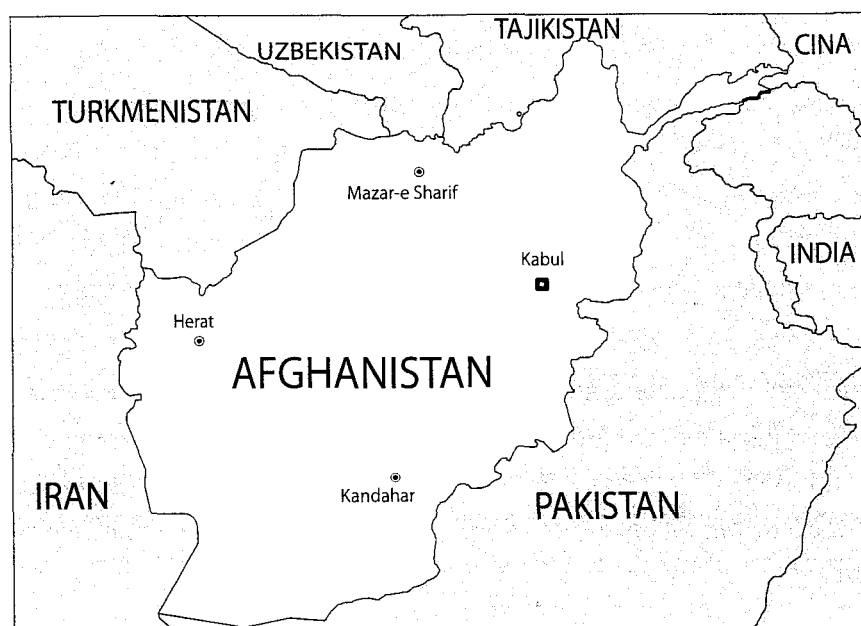 TAJIKISTAN
UZBEKISTAN
CINA
TURKMENISTAN
Mazar-e Sharif
Kabul
INDIA
Herat
AFGHANISTAN
IRAN
Kandahar
PAKISTAN